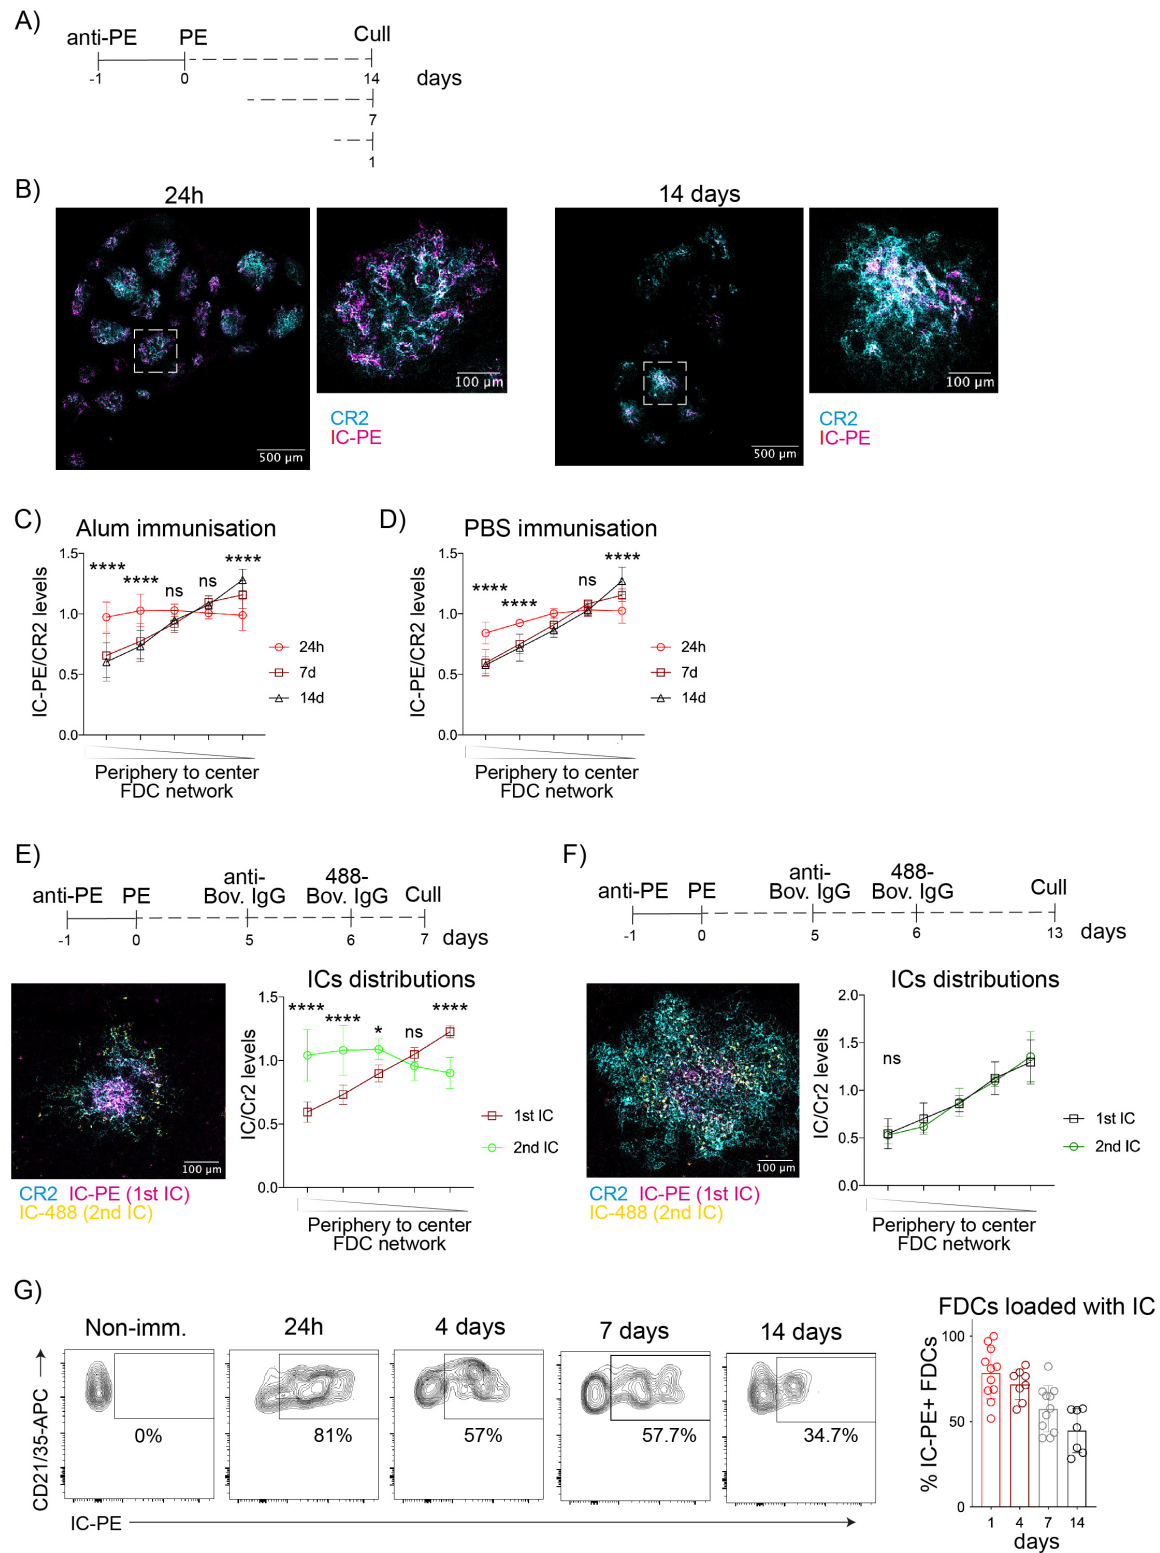 A)
anti-PE PE Cull
-1 0 14 days
7
1
B)
24h 14 days
100 µm 100 µm
CR2 CR2
IC-PE IC-PE
500 µm 500 µm
C) Alum immunisation
1.5
1.0
0.5
0.0
IC-PE/CR2 levels
**** **** ns ns ****
24h
7d
14d
Periphery to center
FDC network
D) PBS immunisation
1.5
1.0
0.5
0.0
IC-PE/CR2 levels
**** **** ns ****
24h
7d
14d
Periphery to center
FDC network
E)
anti-PE PE anti-Bov. IgG 488-Bov. IgG Cull
-1 0 5 6 7 days
100 µm
CR2 IC-PE (1st IC)
IC-488 (2nd IC)
ICs distributions
1.5
1.0
0.5
0.0
IC/Cr2 levels
**** **** * ns ****
1st IC
2nd IC
Periphery to center
FDC network
F)
anti-PE PE anti-Bov. IgG 488-Bov. IgG Cull
-1 0 5 6 13 days
100 µm
CR2 IC-PE (1st IC)
IC-488 (2nd IC)
ICs distributions
2.0
1.5
1.0
0.5
0.0
IC/Cr2 levels
ns
1st IC
2nd IC
Periphery to center
FDC network
G)
Non-imm. 24h 4 days 7 days 14 days
0% 81% 57% 57.7% 34.7%
CD21/35-APC
IC-PE
FDCs loaded with IC
100
50
0
% IC-PE+ FDCs
1 4 7 14
days